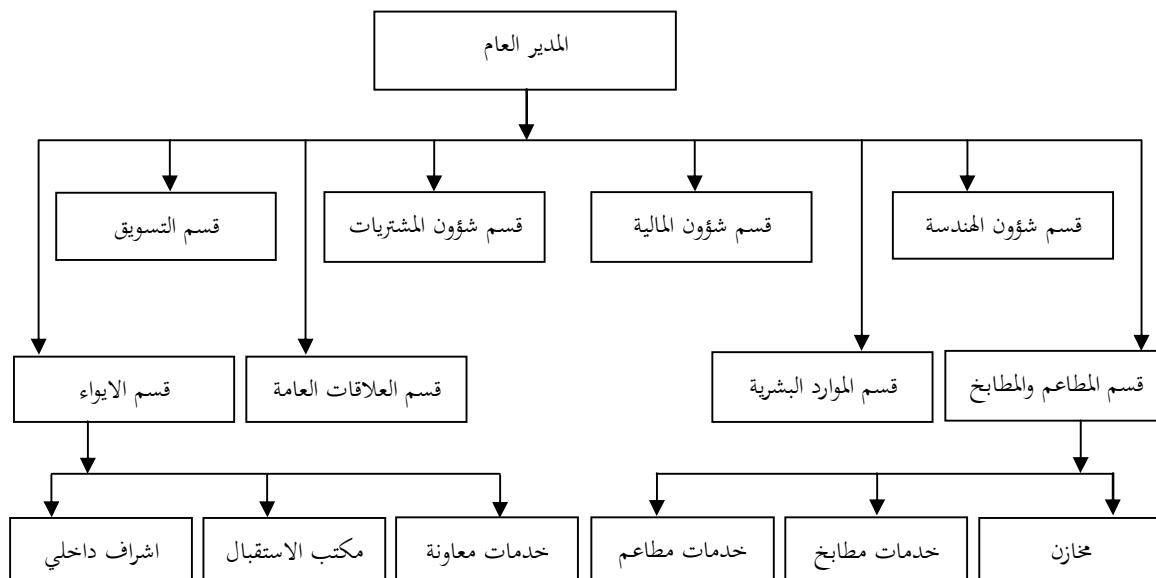 المدير العام
قسم شؤون الهندسة
قسم شؤون المالية
قسم شؤون المشتريات
قسم التسويق
قسم المطاعم والمطابخ
قسم الموارد البشرية
قسم العلاقات العامة
قسم الايواء
مخازن
خدمات مطابخ
خدمات مطاعم
خدمات معاونة
مكتب الاستقبال
اشراف داخلي